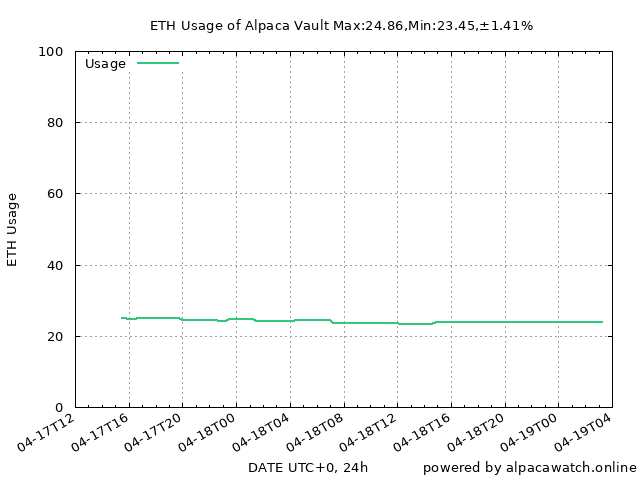 ETH Usage of Alpaca Vault Max:24.86,Min:23.45,±1.41%
Usage
ETH Usage
100
80
60
40
20
0
04-17T12 04-17T16 04-17T20 04-18T00 04-18T04 04-18T08 04-18T12 04-18T16 04-18T20 04-19T00 04-19T04
DATE UTC+0, 24h
powered by alpacawatch.online